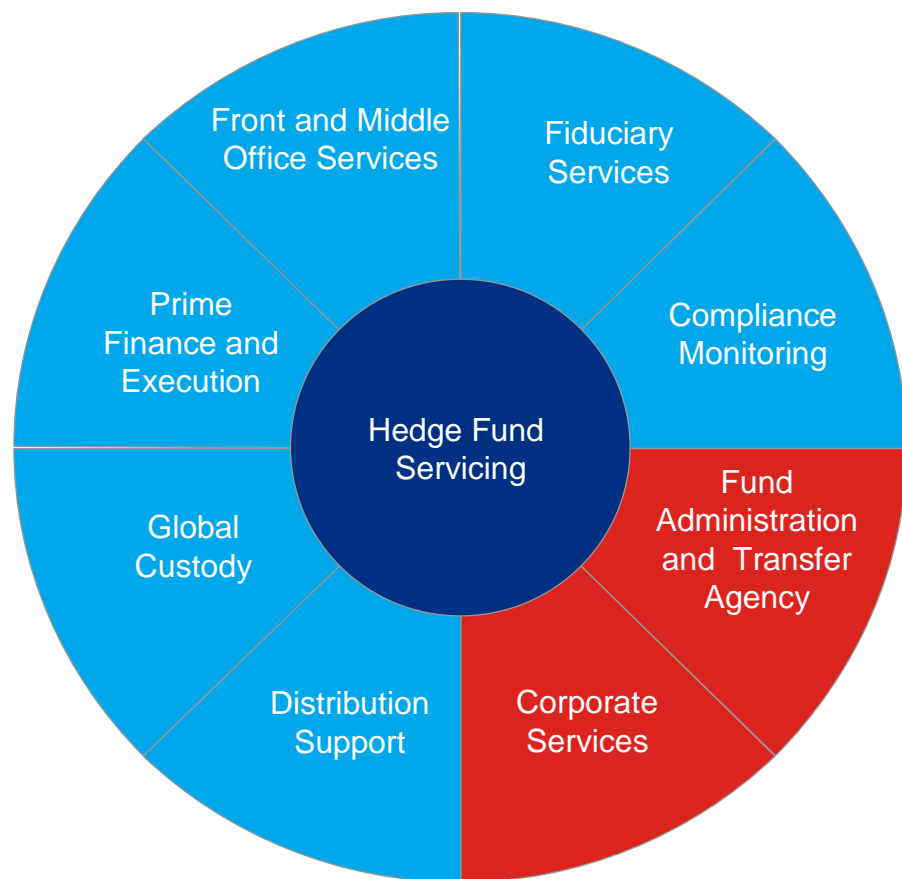 Front and Middle
Office Services
Fiduciary
Services
Prime
Finance and
Execution
Compliance
Monitoring
Hedge Fund
Servicing
Global
Custody
Fund
Administration
and Transfer
Agency
Distribution
Support
Corporate
Services